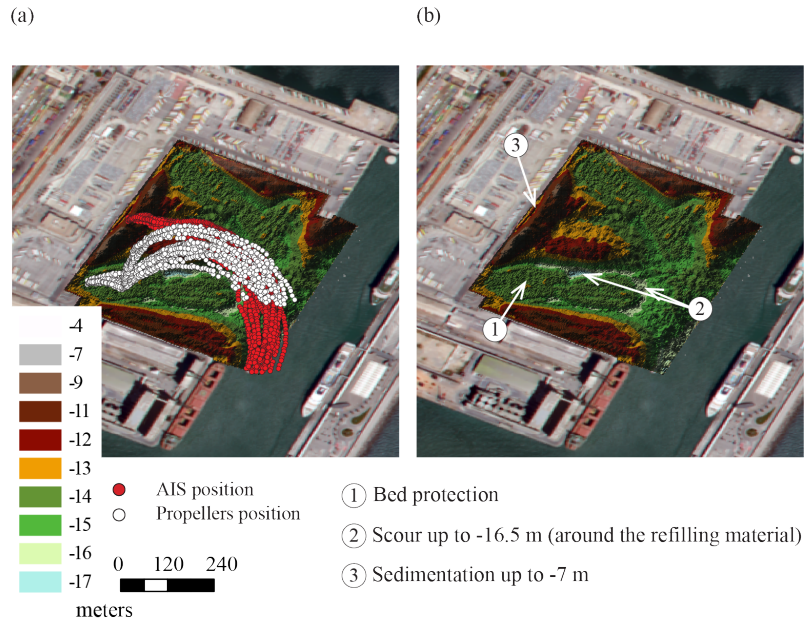 (a)
(b)
3
2
1
-4
-7
-9
-11
-12
-13
-14
-15
-16
-17
meters
AIS position
Propellers position
0 120 240
1 Bed protection
2 Scour up to -16.5 m (around the refilling material)
3 Sedimentation up to -7 m